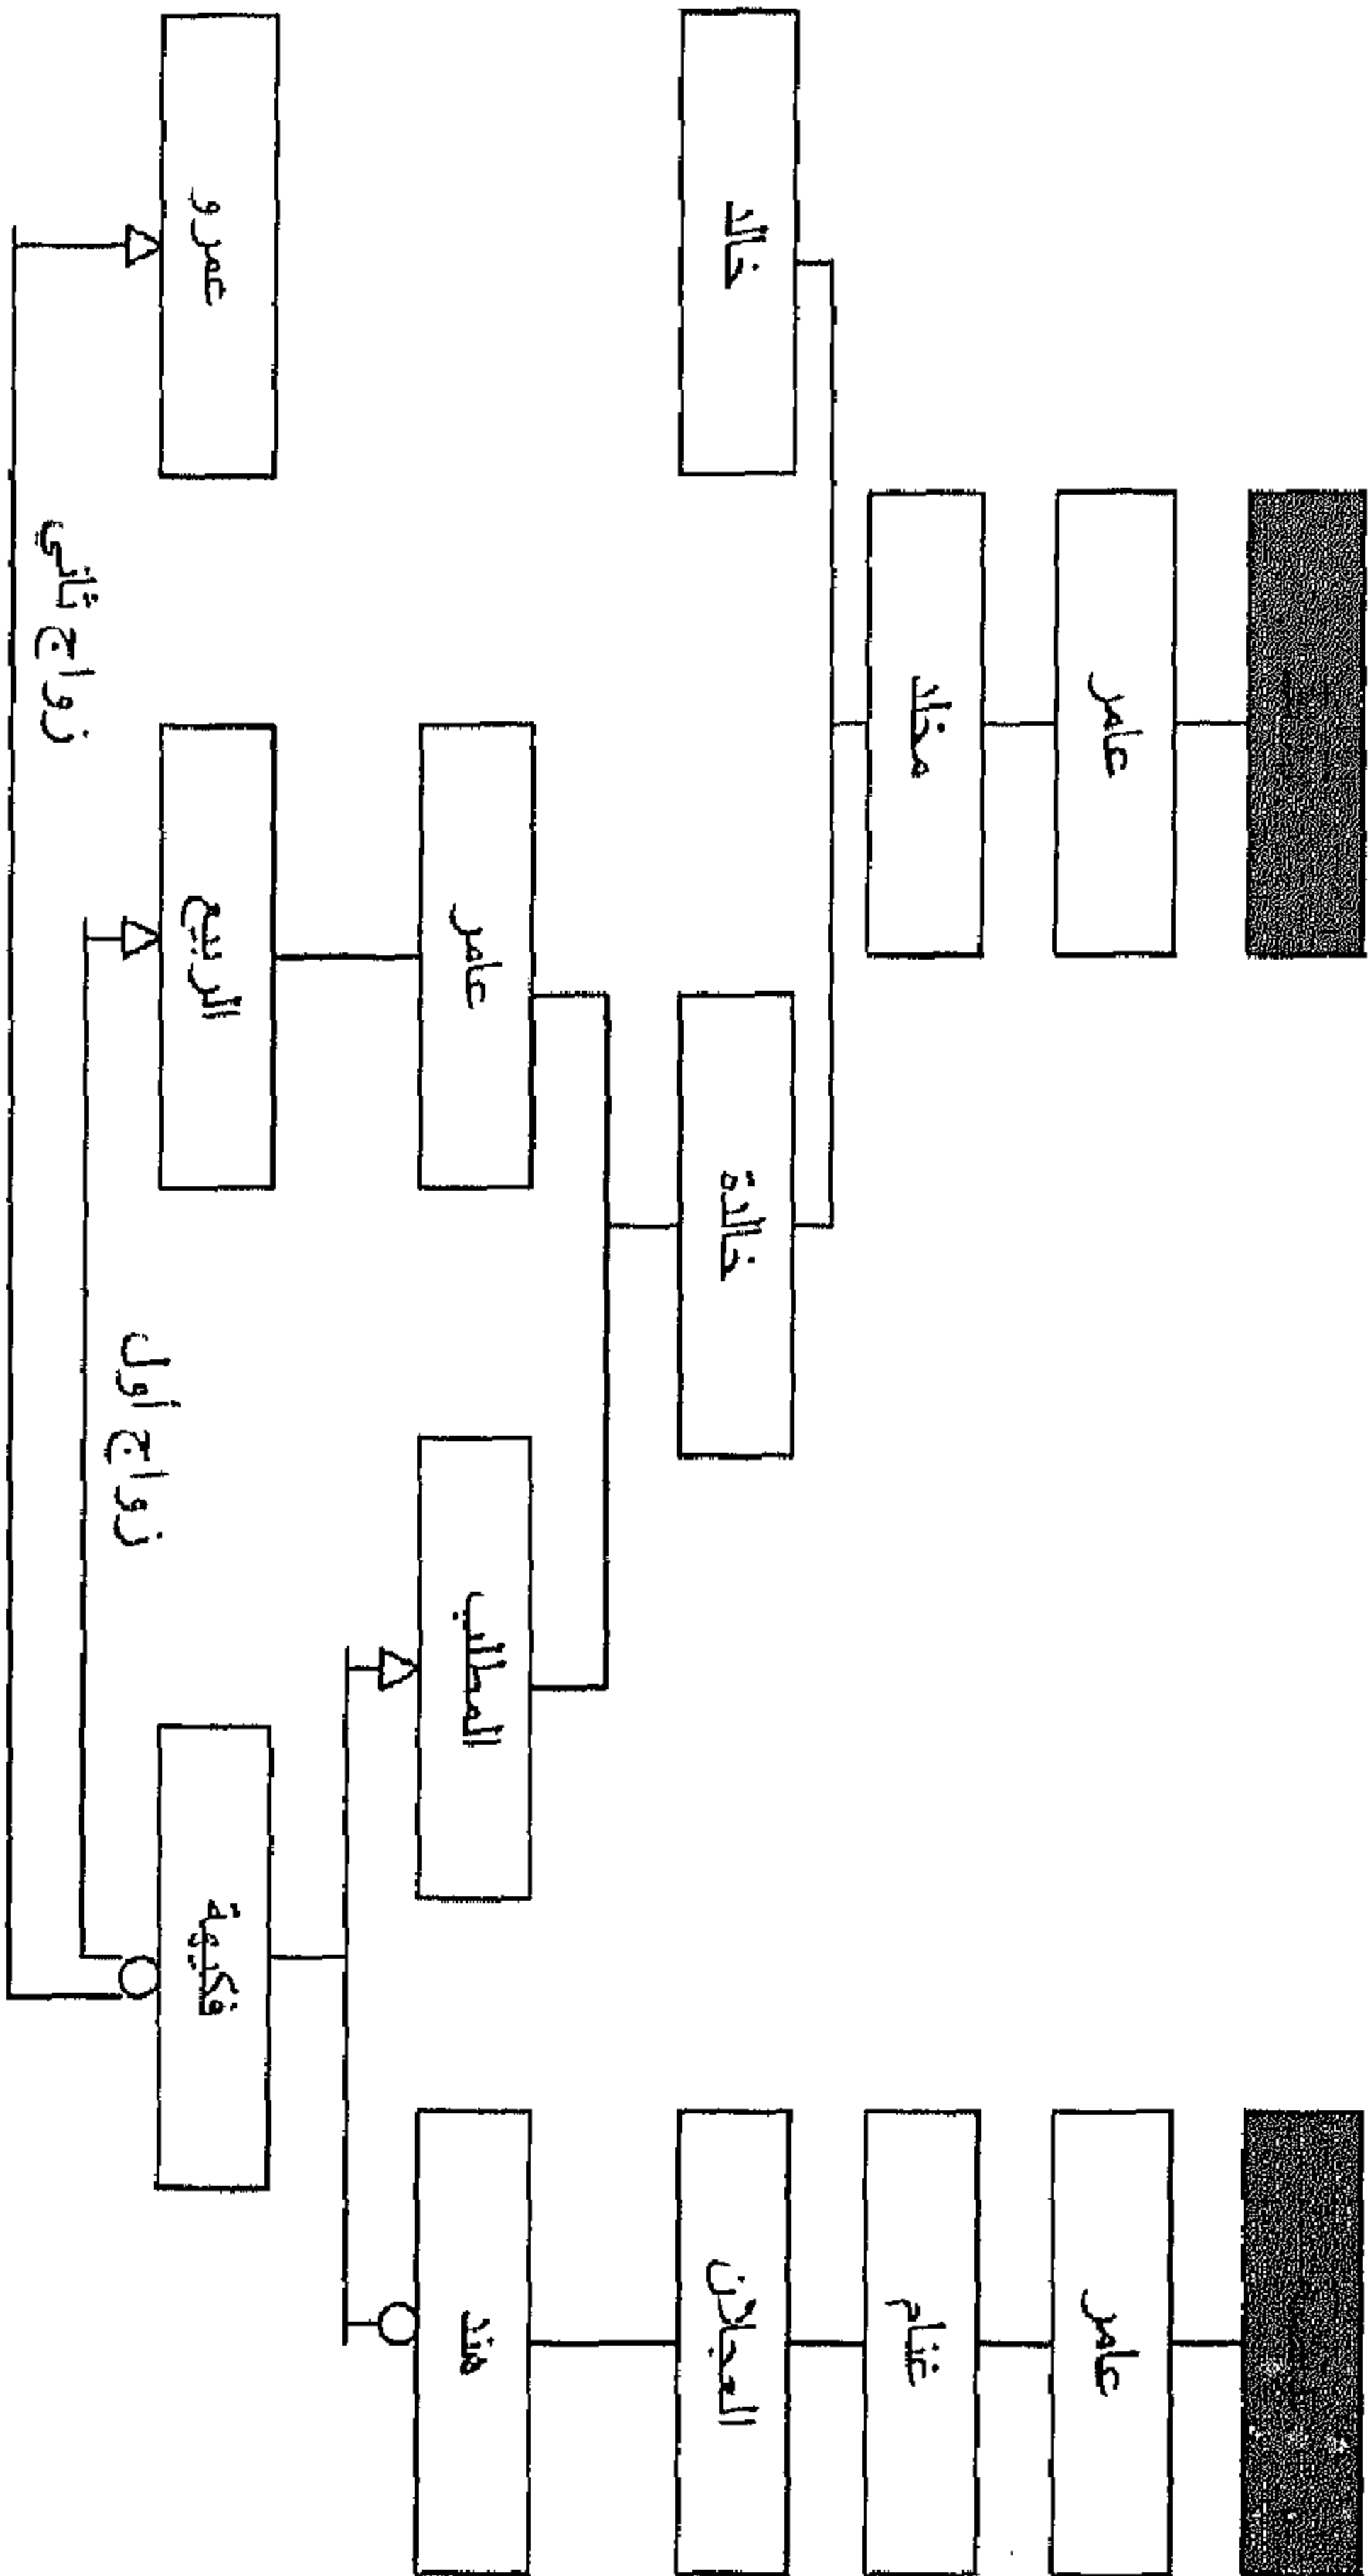 عامر
عامر
غنام
مخلد
العجلان
خالدة
خالد
هند
المطلب
عامر
فكيهة
الربيع
عمرو
زواج أول
زواج ثاني